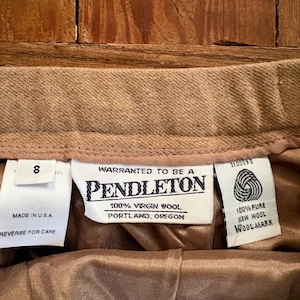 8
MADE IN U.S.A.
REVERSE FOR CARE
WARRANTED TO BE A
PENDLETON
100% VIRGIN WOOL
PORTLAND, OREGON
100% PURE
NEW WOOL
WOOLMARK